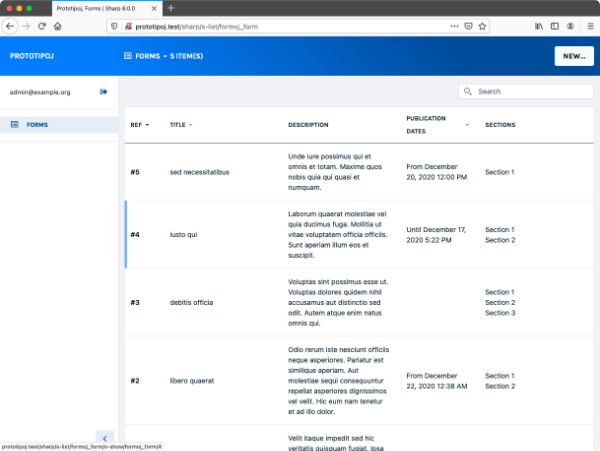 Prototipoj, Forms | Sharp 6.0.0
prototipoj.test/sharp/s-list/formoj_form
PROTOTIPOJ
FORMS • 5 ITEM(S)
NEW...
admin@example.org
Search
FORMS
REF
TITLE
DESCRIPTION
PUBLICATION
DATES
SECTIONS
#5
sed necessitatibus
Unde iure possimus qui et
omnis et totam. Maxime quos
nobis quia qui quasi et
numquam.
From December
20, 2020 12:00 PM
Section 1
#4
iusto qui
Laborum quaerat molestiae vel
quia ducimus fuga. Mollitia ut
vitae voluptatem officia officiis.
Sunt aperiam illum eos et
suscipit.
Until December 17,
2020 5:22 PM
Section 1
Section 2
#3
debitis officia
Voluptas sint possimus esse ut.
Voluptas dolores quidem nihil
accusamus aut distinctio sed
odit. Autem atque enim natus
omnis qui.
Section 1
Section 2
Section 3
#2
libero quaerat
Odio rerum iste nesciunt officiis
neque asperiores. Pariatur est
similique aperiam. Aut
molestiae sequi consequuntur
repellat asperiores dignissimos
vel velit. Hic eum nam tenetur
et ad illo dolor.
From December
22, 2020 12:38 AM
Section 1
Section 2
Velit itaque impedit sed hic
veritatis quisquam fugiat. Ipsa
prototipoj.test/sharp/s-list/formoj_form/s-show/formoj_form/4